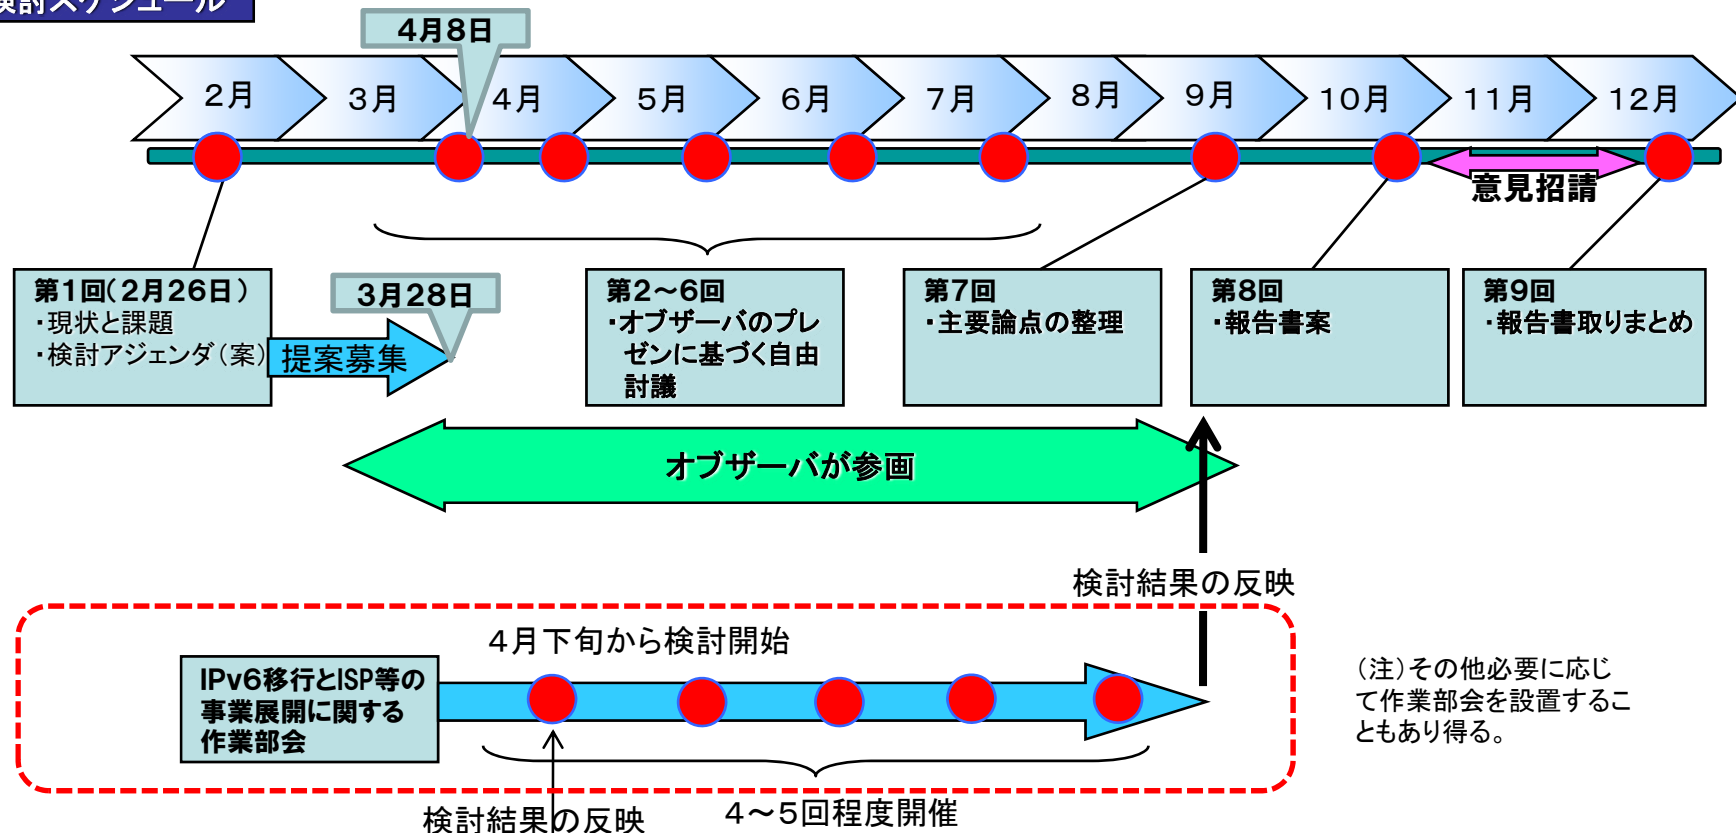 検討スケジュール
4月8日
2月
3月
4月
5月
6月
7月
8月
9月
10月
11月
12月
意見招請
第1回(2月26日)
・現状と課題
・検討アジェンダ(案)
提案募集
3月28日
第2~6回
・オブザーバのプレ
ゼンに基づく自由
討議
第7回
・主要論点の整理
第8回
・報告書案
第9回
・報告書取りまとめ
オブザーバが参画
検討結果の反映
4月下旬から検討開始
IPv6移行とISP等の
事業展開に関する
作業部会
(注)その他必要に応じ
て作業部会を設置するこ
ともあり得る。
4~5回程度開催
検討結果の反映